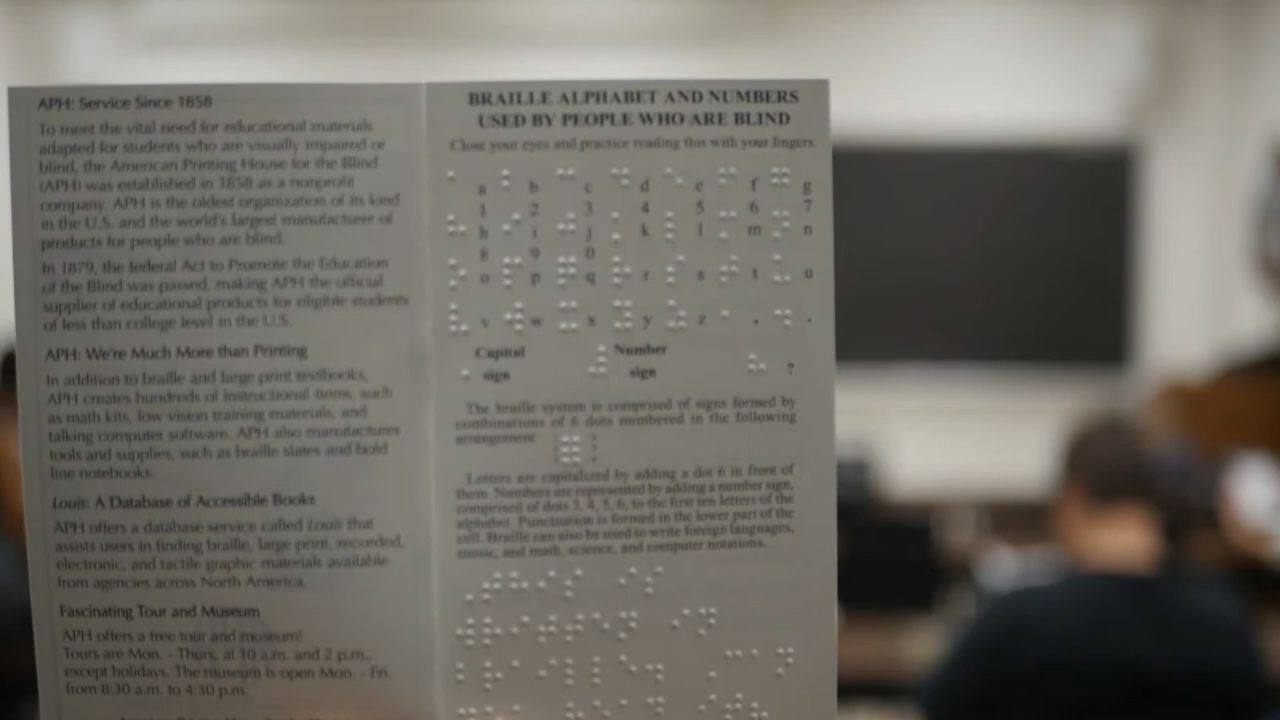 APH: Service Since 1858
To meet the vital need for educational materials
adapted for students who are visually impaired or
blind, the American Printing House for the Blind
(APH) was established in 1858 as a nonprofit
company. APH is the oldest organization of its kind
in the U.S. and the world's largest manufacturer of
products for people who are blind.
In 1879, the federal Act to Promote the Education
of the Blind was passed, making APH the official
supplier of educational products for eligible students
of less than college level in the U.S.
APH: We're Much More than Printing
In addition to braille and large print textbooks,
APH creates hundreds of instructional items, such
as math kits, low vision training materials, and
talking computer software. APH also manufactures
tools and supplies, such as braille slates and bold
line notebooks.
Louis: A Database of Accessible Books
APH offers a database service called Louis that
assists users in finding braille, large print, recorded,
electronic, and tactile graphic materials available
from agencies across North America.
Fascinating Tour and Museum
APH offers a free tour and museum!
Tours are Mon. - Thurs. at 10 a.m. and 2 p.m.,
except holidays. The museum is open Mon. - Fri.
from 8:30 a.m. to 4:30 p.m.
BRAILLE ALPHABET AND NUMBERS
USED BY PEOPLE WHO ARE BLIND
Close your eyes and practice reading this with your fingers.
a b c d e f g
1 2 3 4 5 6 7
h i j k l m n
8 9 0
o p q r s t u
v w x y z , .
Capital Number
sign sign ?
The braille system is comprised of signs formed by
combinations of 6 dots numbered in the following
arrangement:
Letters are capitalized by adding a dot 6 in front of
them. Numbers are represented by adding a number sign,
comprised of dots 3, 4, 5, 6, to the first ten letters of the
alphabet. Punctuation is formed in the lower part of the
cell. Braille can also be used to write foreign languages,
music, and math, science, and computer notations.